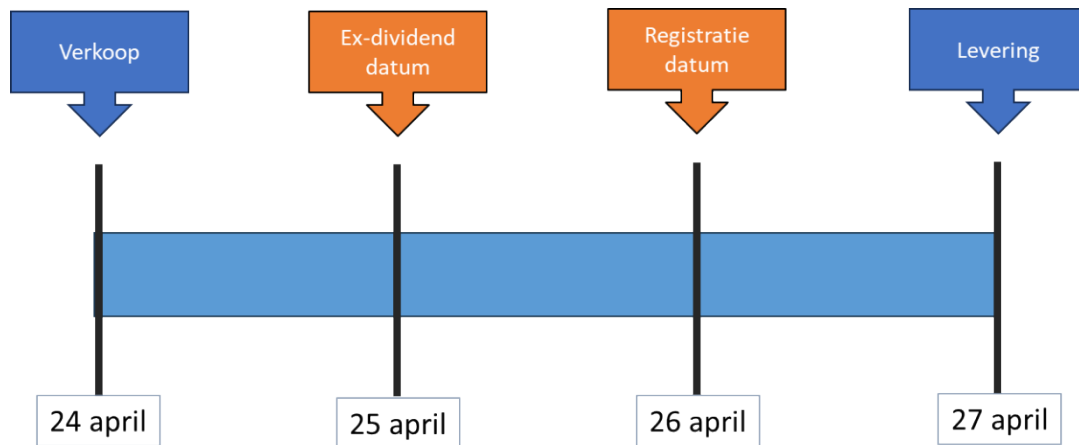 Verkoop
Ex-dividend
datum
Registratie
datum
Levering
24 april
25 april
26 april
27 april